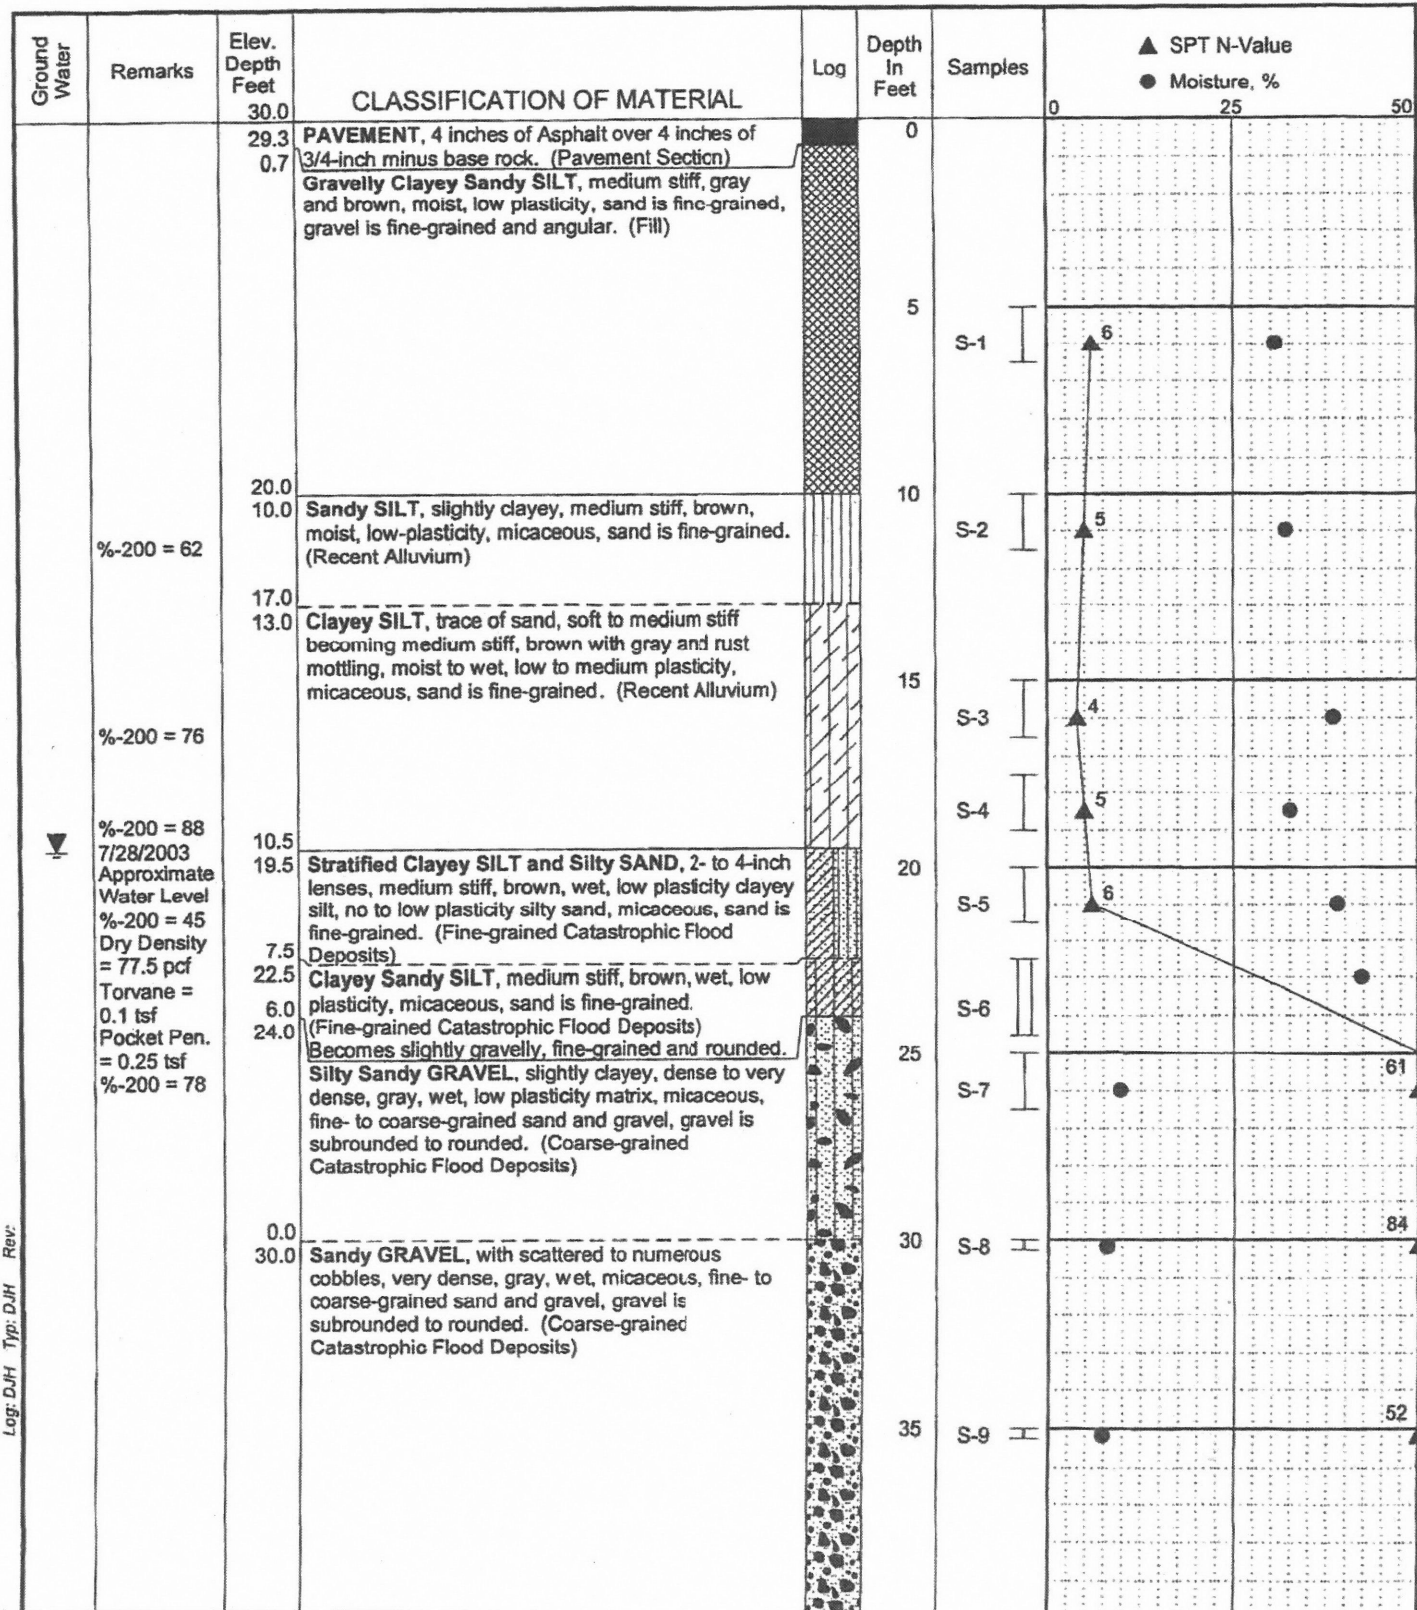 Ground
Water
Remarks
Elev.
Depth
Feet
30.0
CLASSIFICATION OF MATERIAL
Log
Depth
In
Feet
Samples
▲ SPT N-Value
● Moisture, %
0 25 50
29.3
0.7
PAVEMENT, 4 inches of Asphalt over 4 inches of
3/4-inch minus base rock. (Pavement Section)
Gravelly Clayey Sandy SILT, medium stiff, gray
and brown, moist, low plasticity, sand is fine-grained,
gravel is fine-grained and angular. (Fill)
0
5
S-1
6
20.0
10.0
Sandy SILT, slightly clayey, medium stiff, brown,
moist, low-plasticity, micaceous, sand is fine-grained.
(Recent Alluvium)
10
S-2
5
%-200 = 62
17.0
13.0
Clayey SILT, trace of sand, soft to medium stiff
becoming medium stiff, brown with gray and rust
mottling, moist to wet, low to medium plasticity,
micaceous, sand is fine-grained. (Recent Alluvium)
15
S-3
4
%-200 = 76
S-4
5
%-200 = 88
7/28/2003
Approximate
Water Level
%-200 = 45
Dry Density
= 77.5 pcf
Torvane =
0.1 tsf
Pocket Pen.
= 0.25 tsf
%-200 = 78
10.5
19.5
Stratified Clayey SILT and Silty SAND, 2- to 4-inch
lenses, medium stiff, brown, wet, low plasticity clayey
silt, no to low plasticity silty sand, micaceous, sand is
fine-grained. (Fine-grained Catastrophic Flood
Deposits)
20
S-5
6
7.5
22.5
Clayey Sandy SILT, medium stiff, brown, wet, low
plasticity, micaceous, sand is fine-grained.
(Fine-grained Catastrophic Flood Deposits)
Becomes slightly gravelly, fine-grained and rounded.
S-6
6.0
24.0
Silty Sandy GRAVEL, slightly clayey, dense to very
dense, gray, wet, low plasticity matrix, micaceous,
fine- to coarse-grained sand and gravel, gravel is
subrounded to rounded. (Coarse-grained
Catastrophic Flood Deposits)
25
S-7
61
0.0
30.0
Sandy GRAVEL, with scattered to numerous
cobbles, very dense, gray, wet, micaceous, fine- to
coarse-grained sand and gravel, gravel is
subrounded to rounded. (Coarse-grained
Catastrophic Flood Deposits)
30
S-8
84
35
S-9
52
Log: DJH Typ: DJH Rev: